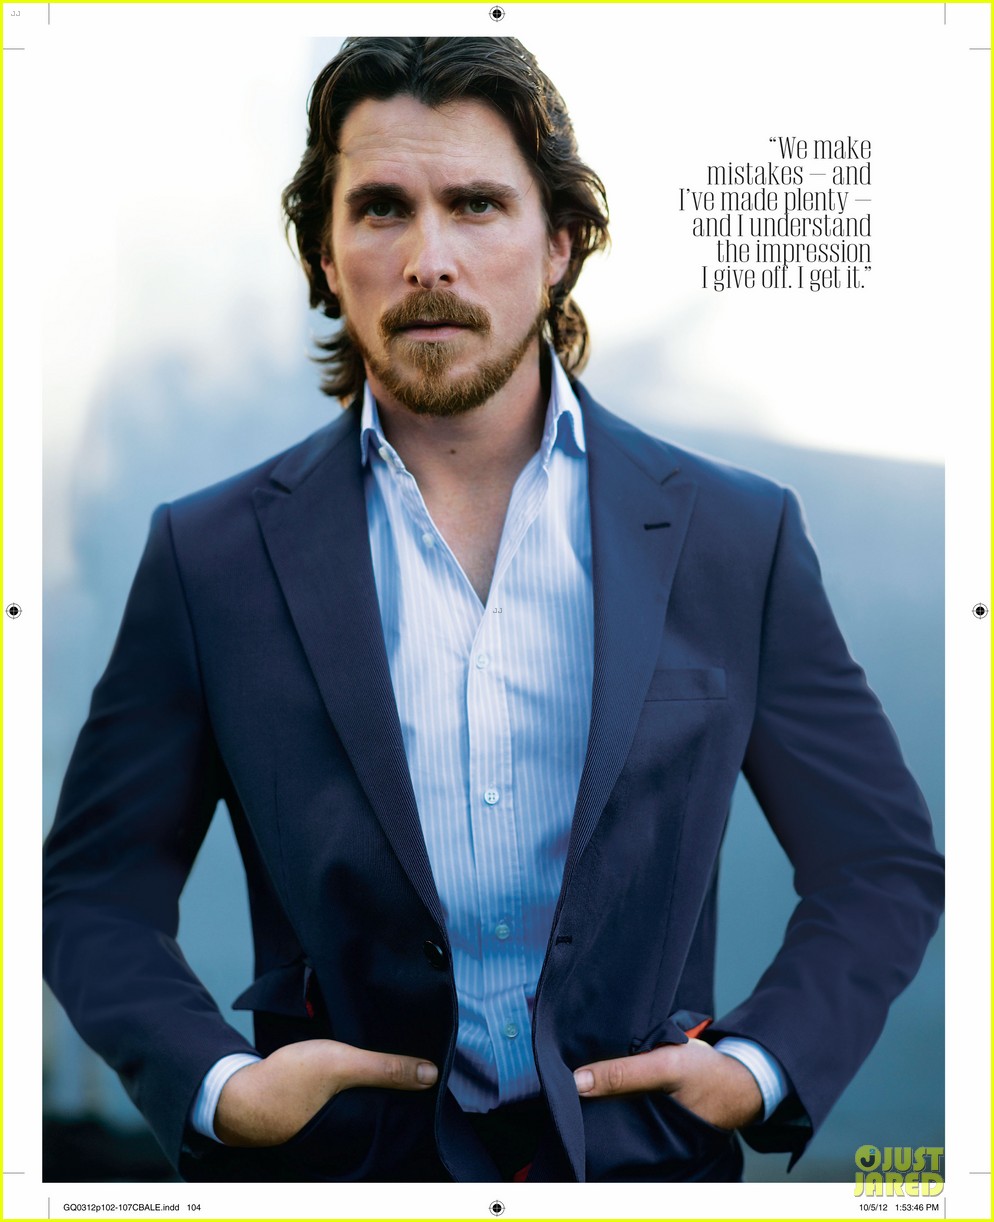 “We make
mistakes – and
I’ve made plenty –
and I understand
the impression
I give off. I get it.”
JUST
JARED
GQ0312p102-107CBALE.indd 104
10/5/12 1:53:46 PM